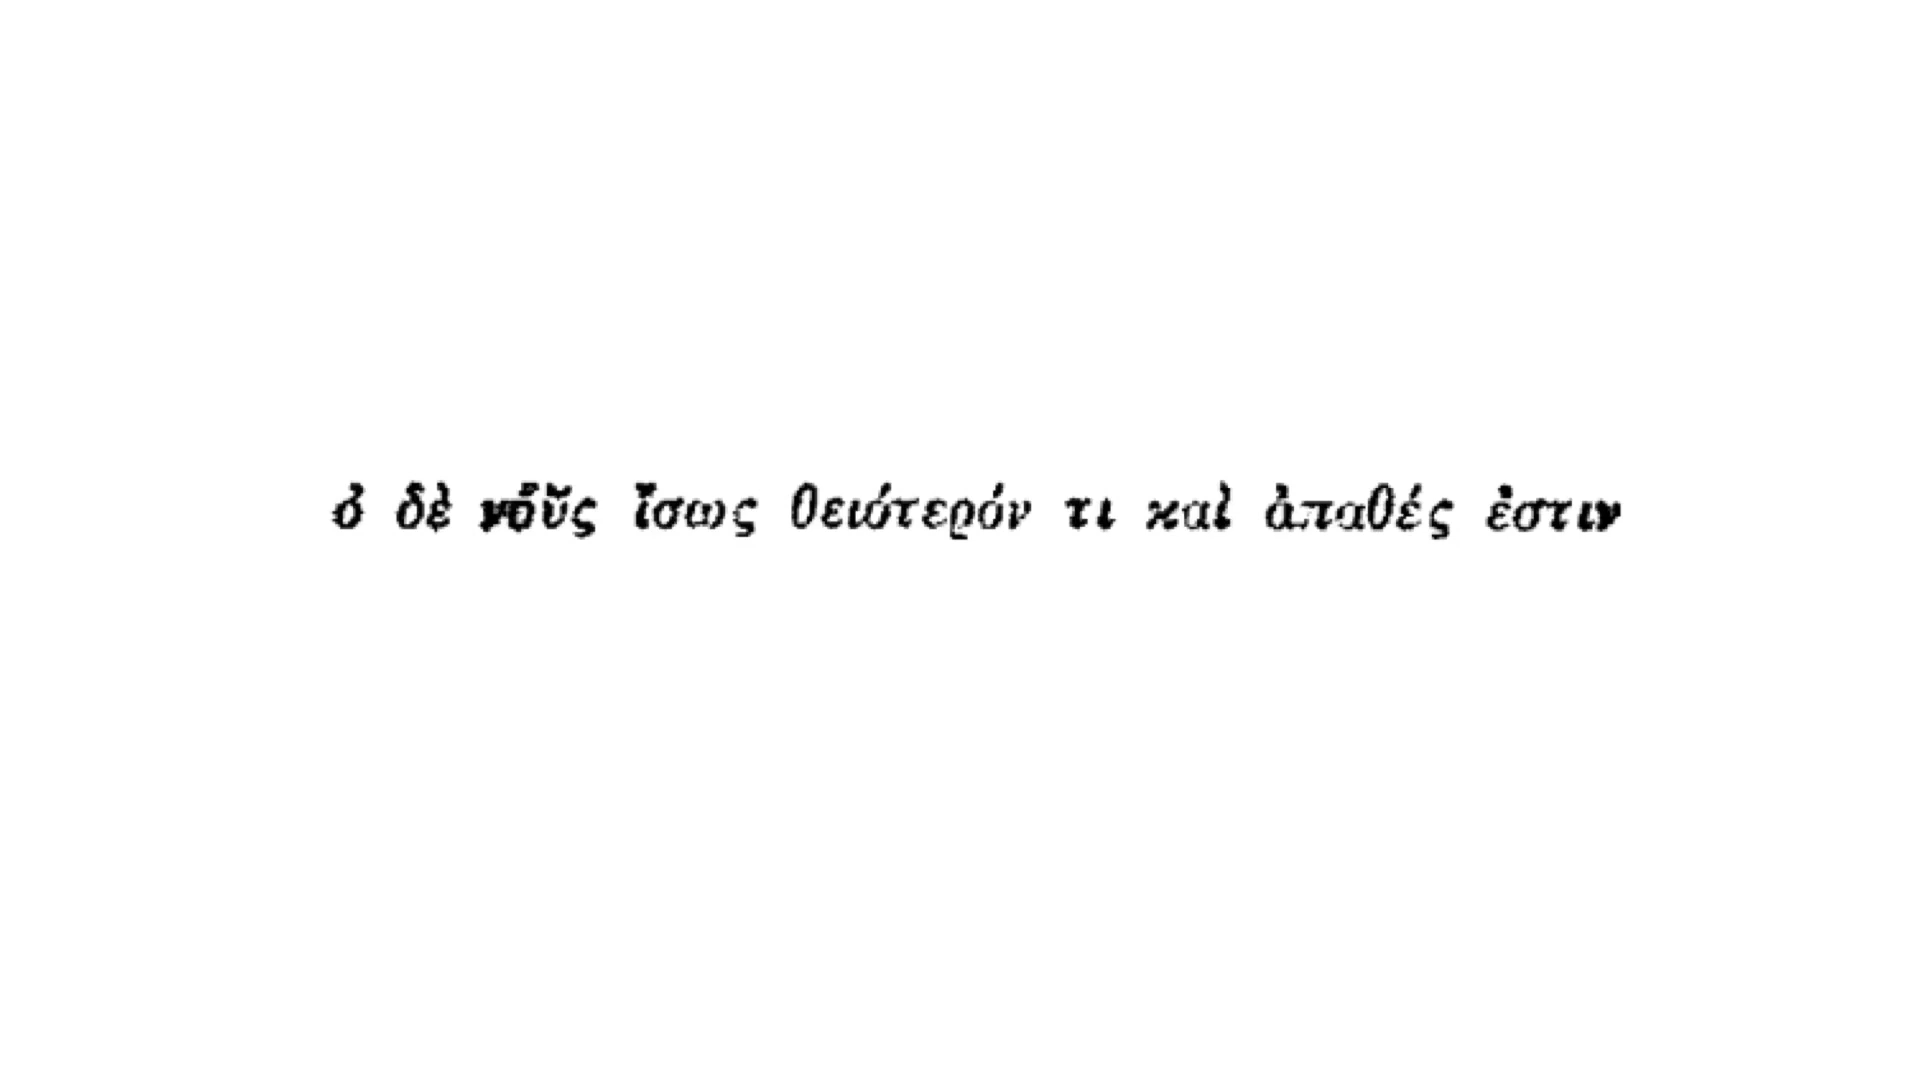 ὁ δὲ νοῦς ἴσως θειότερόν τι καὶ ἀπαθές ἐστιν